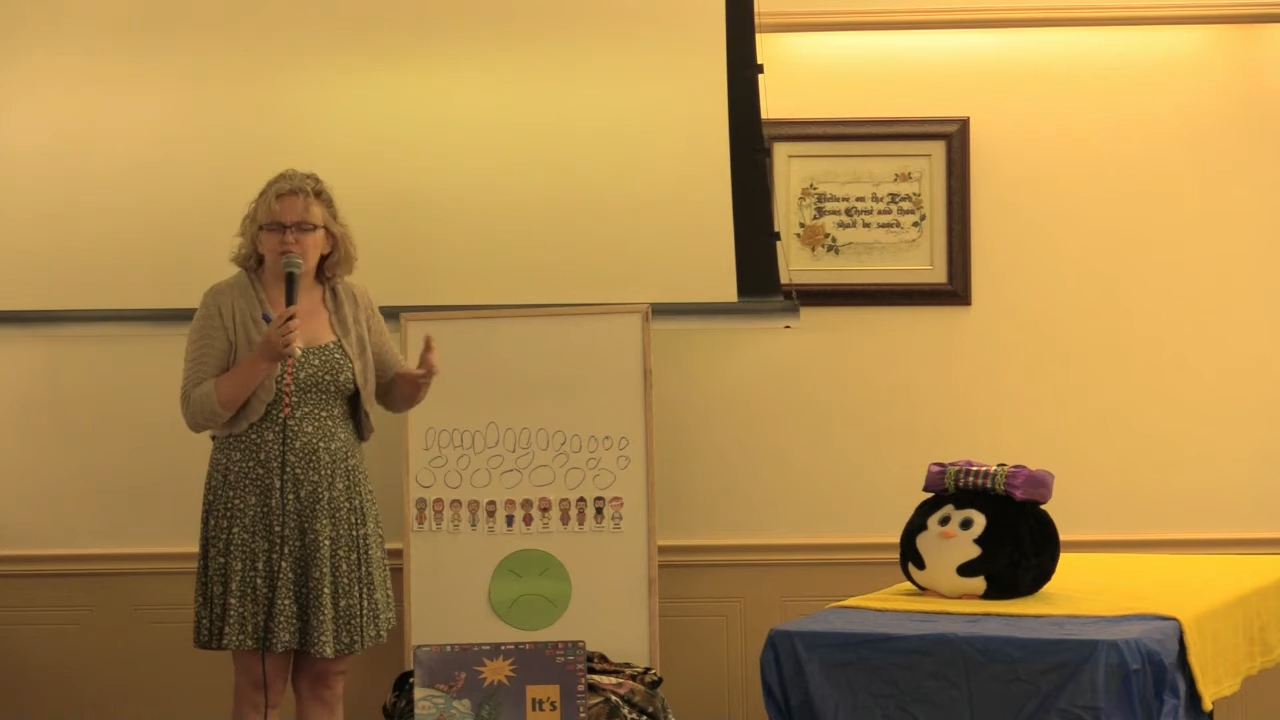 Believe on the Lord
Jesus Christ and thou
shalt be saved.
It's